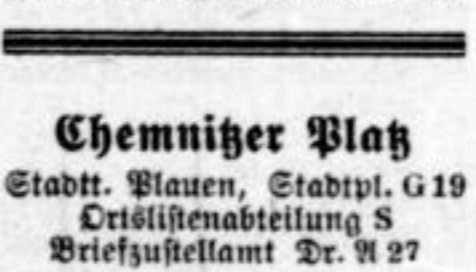 Chemnitzer Platz
Stadtt. Plauen, Stadtpl. G 19
Ortslistenabteilung S
Briefzustellamt Dr. A 27